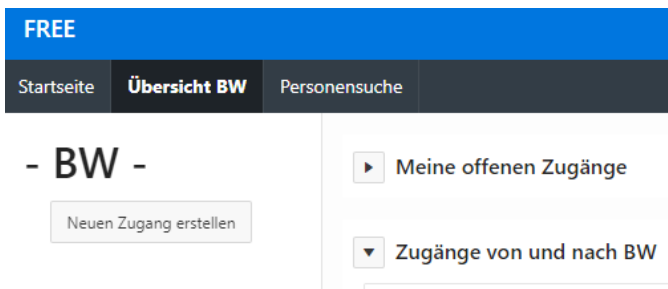 FREE
Startseite Übersicht BW Personensuche
- BW -
Neuen Zugang erstellen
Meine offenen Zugänge
Zugänge von und nach BW